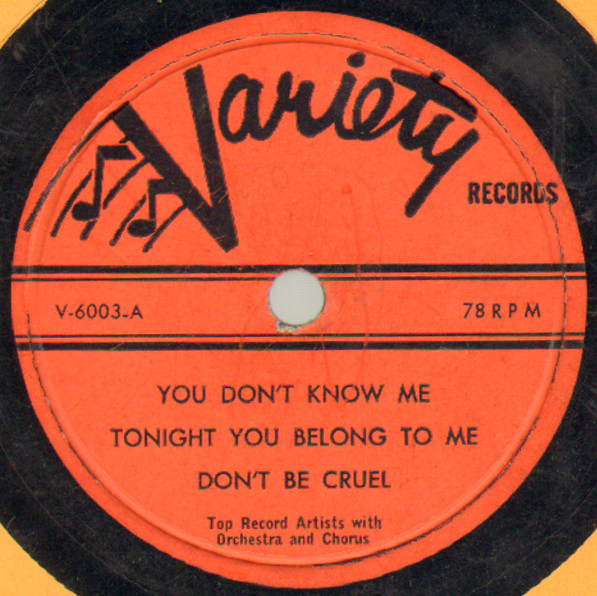 Variety
RECORDS
V-6003-A
78 RPM
YOU DON'T KNOW ME
TONIGHT YOU BELONG TO ME
DON'T BE CRUEL
Top Record Artists with
Orchestra and Chorus